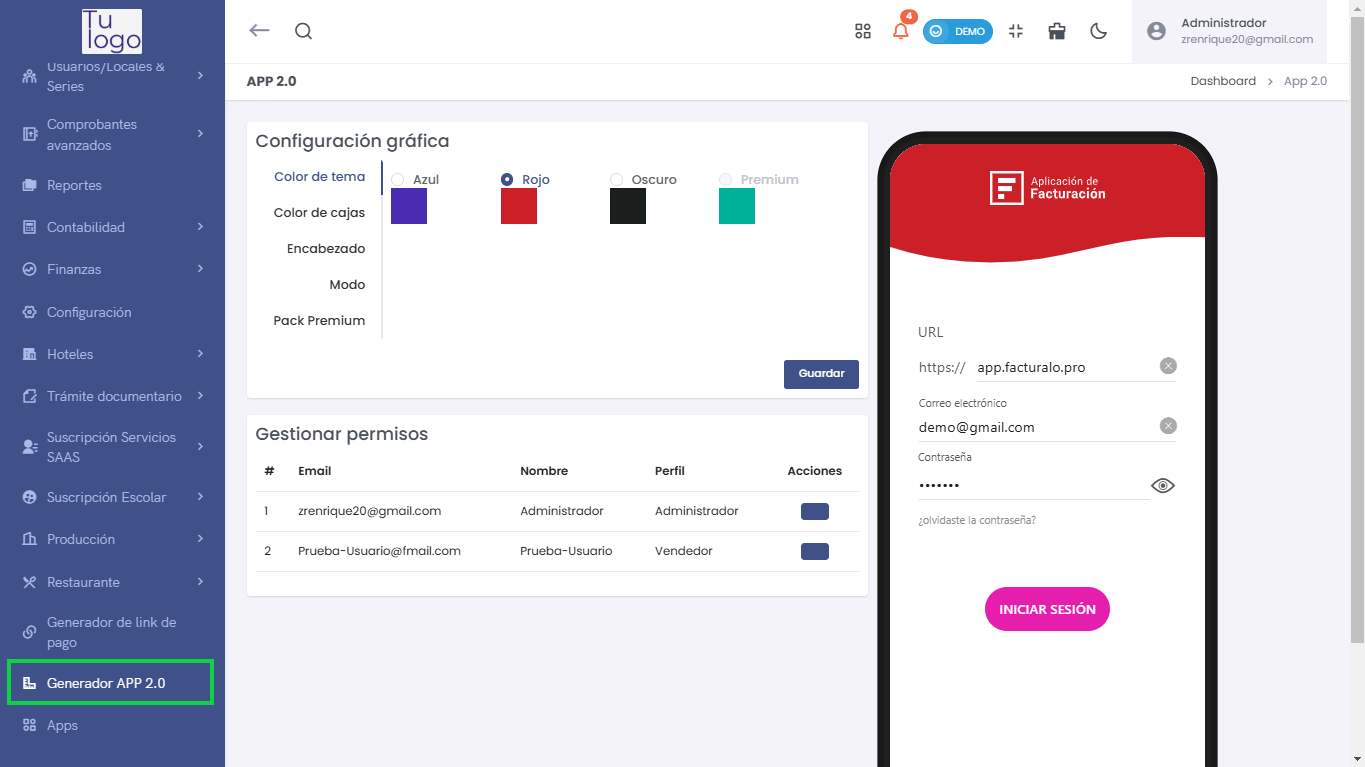 Tu
logo
Usuarios/Locales &
Series
Comprobantes
avanzados
Reportes
Contabilidad
Finanzas
Configuración
Hoteles
Trámite documentario
Suscripción Servicios
SAAS
Suscripción Escolar
Producción
Restaurante
Generador de link de
pago
Generador APP 2.0
Apps
4
DEMO
Administrador
zrenrique20@gmail.com
APP 2.0
Dashboard > App 2.0
Configuración gráfica
Color de tema
Color de cajas
Encabezado
Modo
Pack Premium
Azul Rojo Oscuro Premium
Guardar
Gestionar permisos
# Email Nombre Perfil Acciones
1 zrenrique20@gmail.com Administrador Administrador
2 Prueba-Usuario@fmail.com Prueba-Usuario Vendedor
Aplicación de
Facturación
URL
https:// app.facturalo.pro
Correo electrónico
demo@gmail.com
Contraseña
•••••••
¿olvidaste la contraseña?
INICIAR SESIÓN